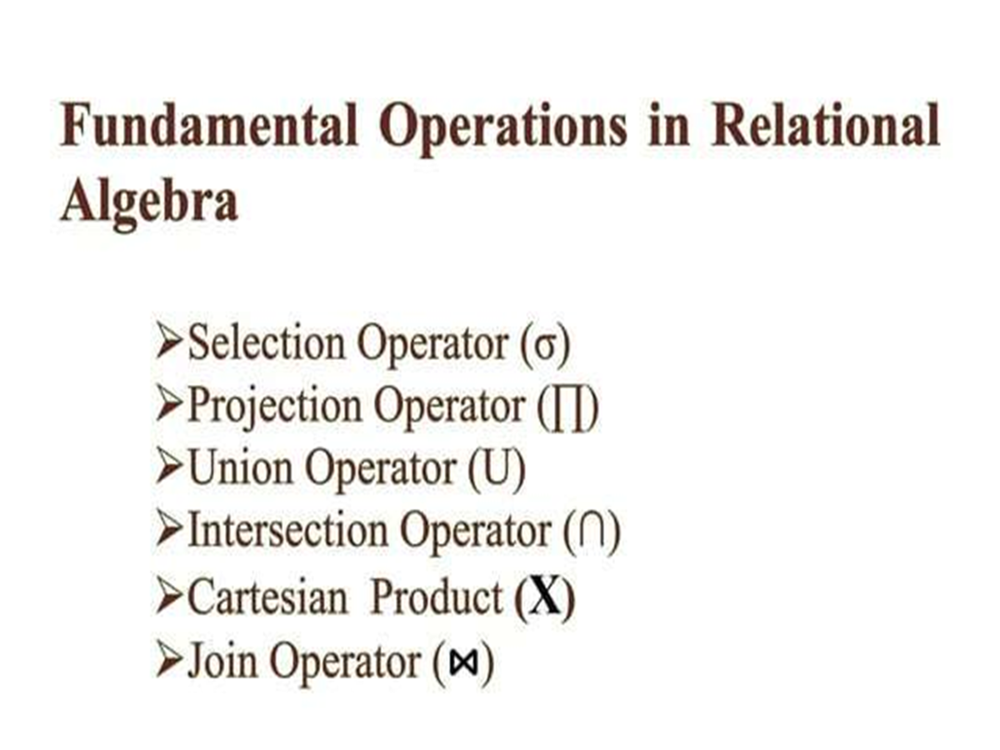 Fundamental Operations in Relational
Algebra
➢Selection Operator (σ)
➢Projection Operator (∏)
➢Union Operator (U)
➢Intersection Operator (∩)
➢Cartesian Product (X)
➢Join Operator (⋈)